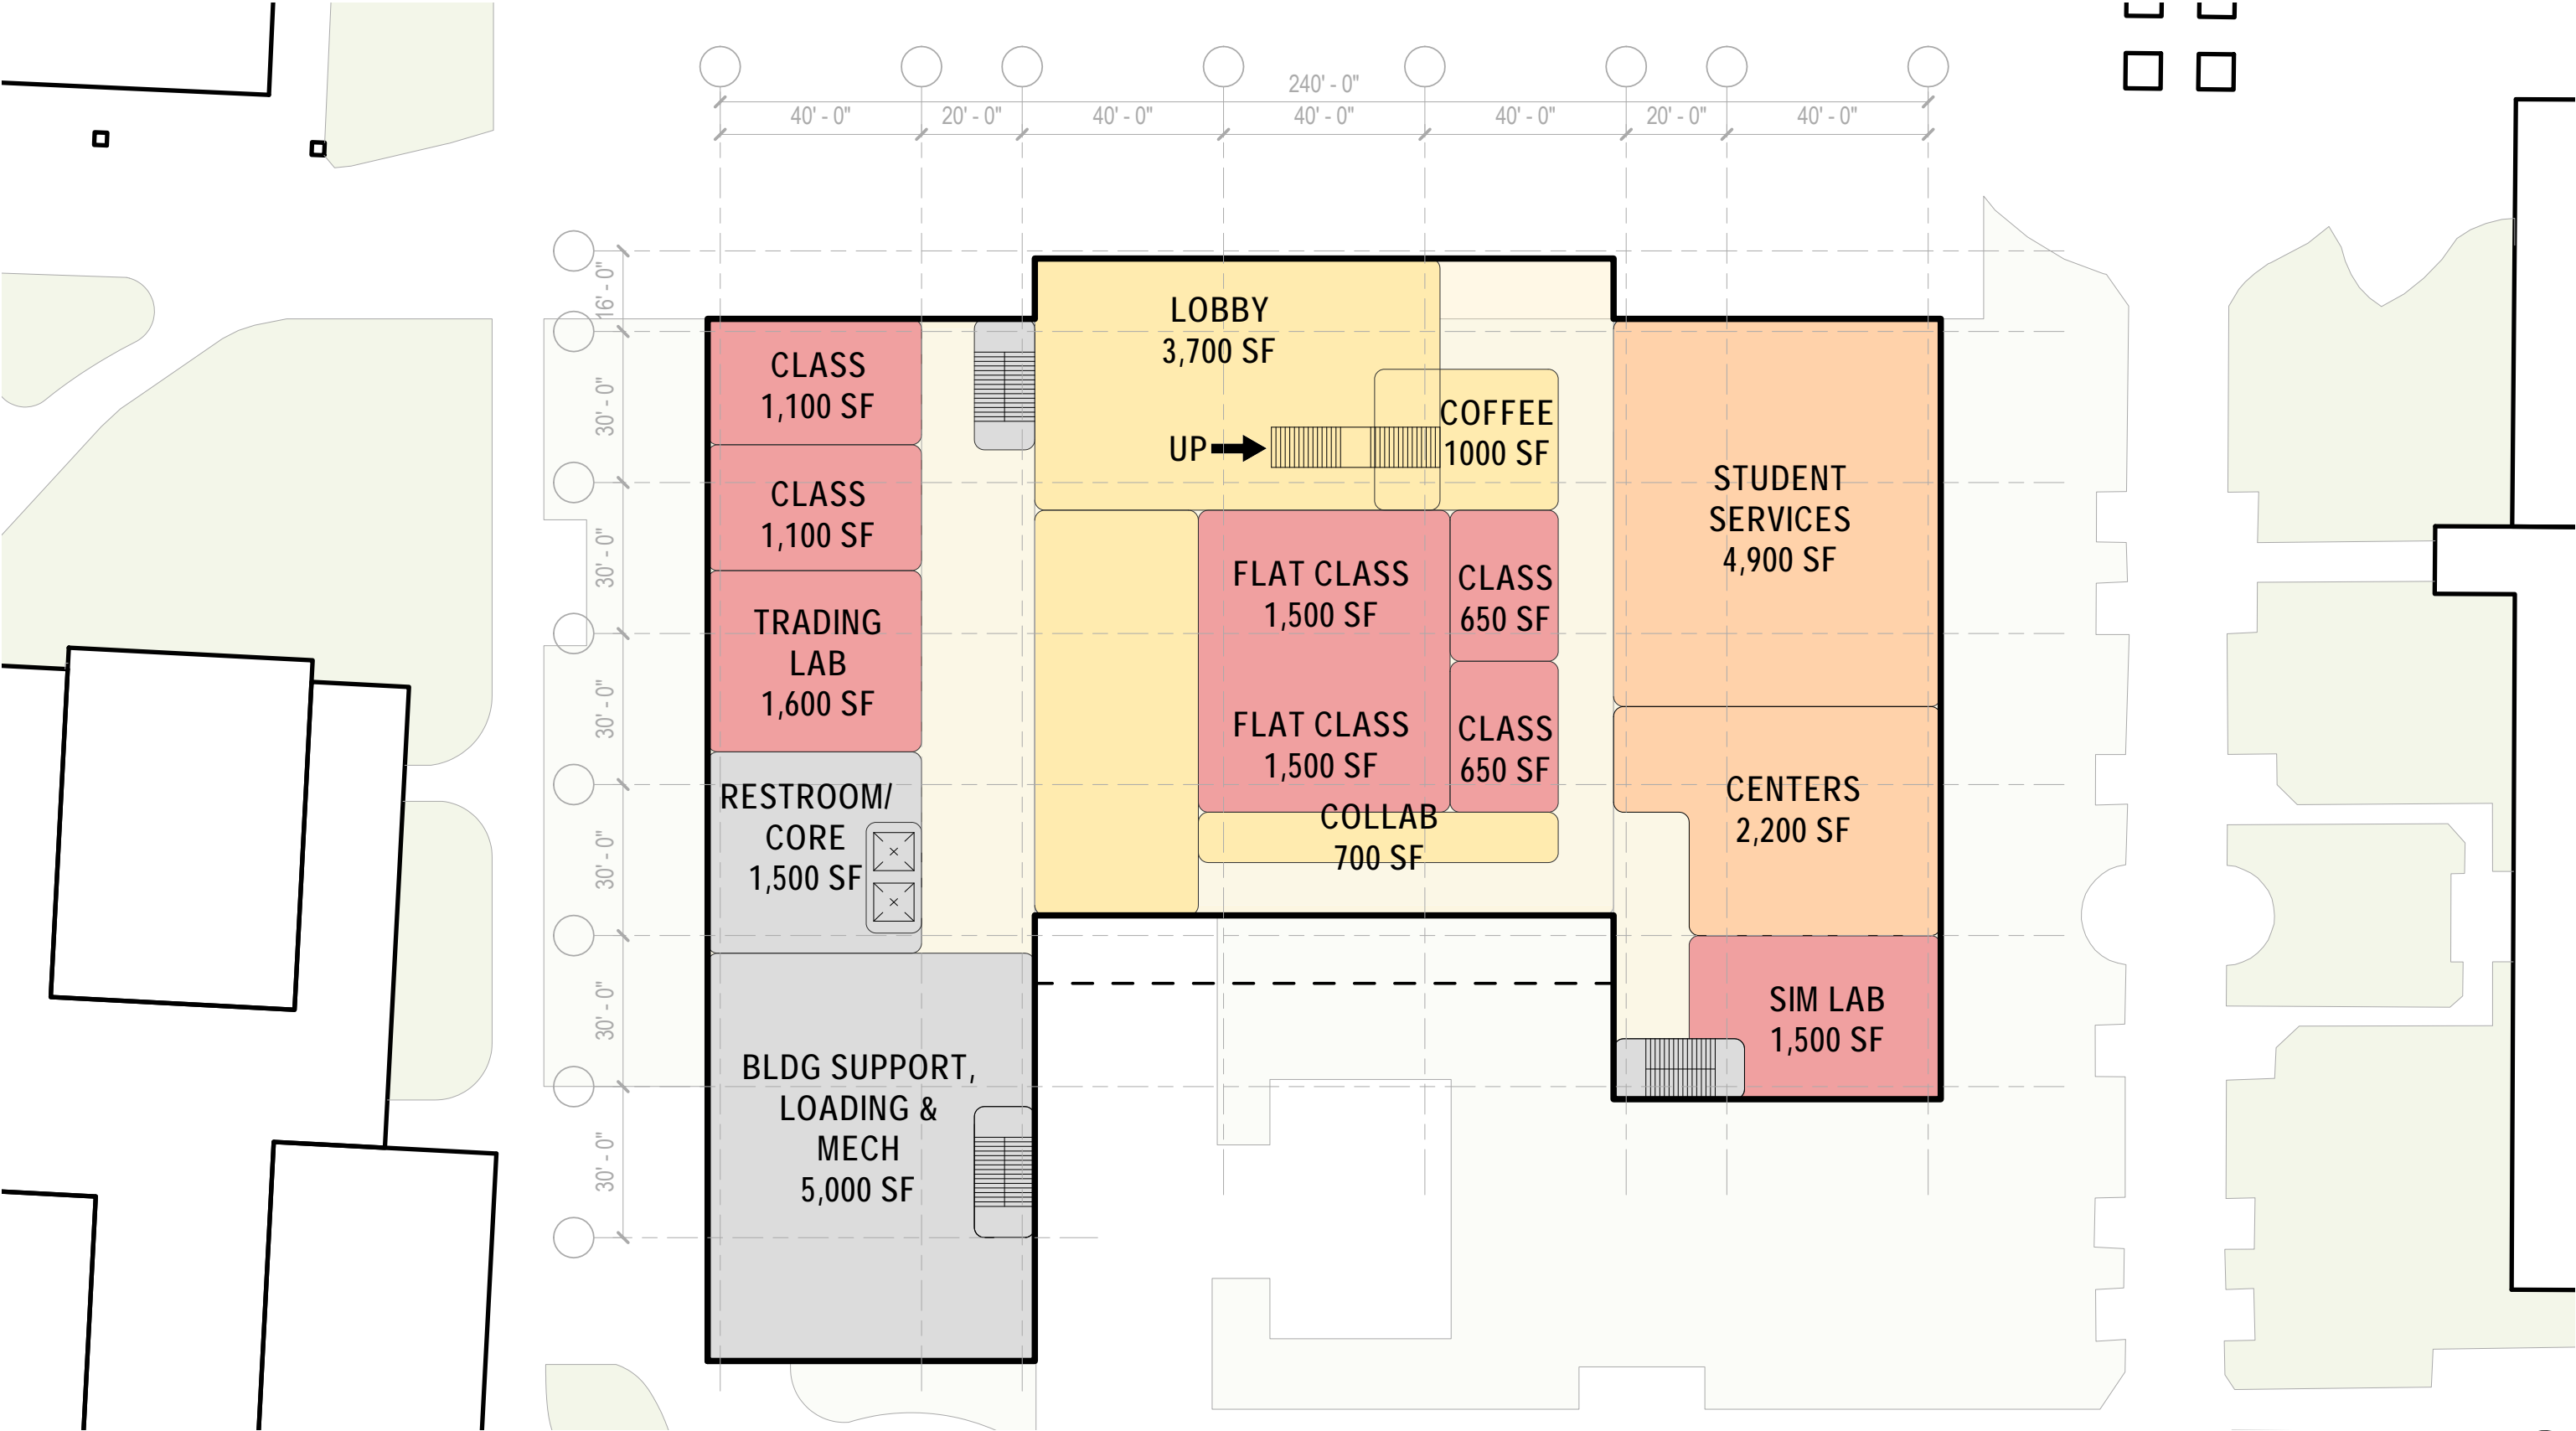 240' - 0"
40' - 0"
20' - 0"
40' - 0"
40' - 0"
40' - 0"
20' - 0"
40' - 0"
16' - 0"
30' - 0"
30' - 0"
30' - 0"
30' - 0"
30' - 0"
30' - 0"
LOBBY
3,700 SF
CLASS
1,100 SF
COFFEE
1000 SF
UP
CLASS
1,100 SF
STUDENT
SERVICES
4,900 SF
FLAT CLASS
1,500 SF
CLASS
650 SF
TRADING
LAB
1,600 SF
FLAT CLASS
1,500 SF
CLASS
650 SF
RESTROOM/
CORE
1,500 SF
COLLAB
700 SF
CENTERS
2,200 SF
SIM LAB
1,500 SF
BLDG SUPPORT,
LOADING &
MECH
5,000 SF